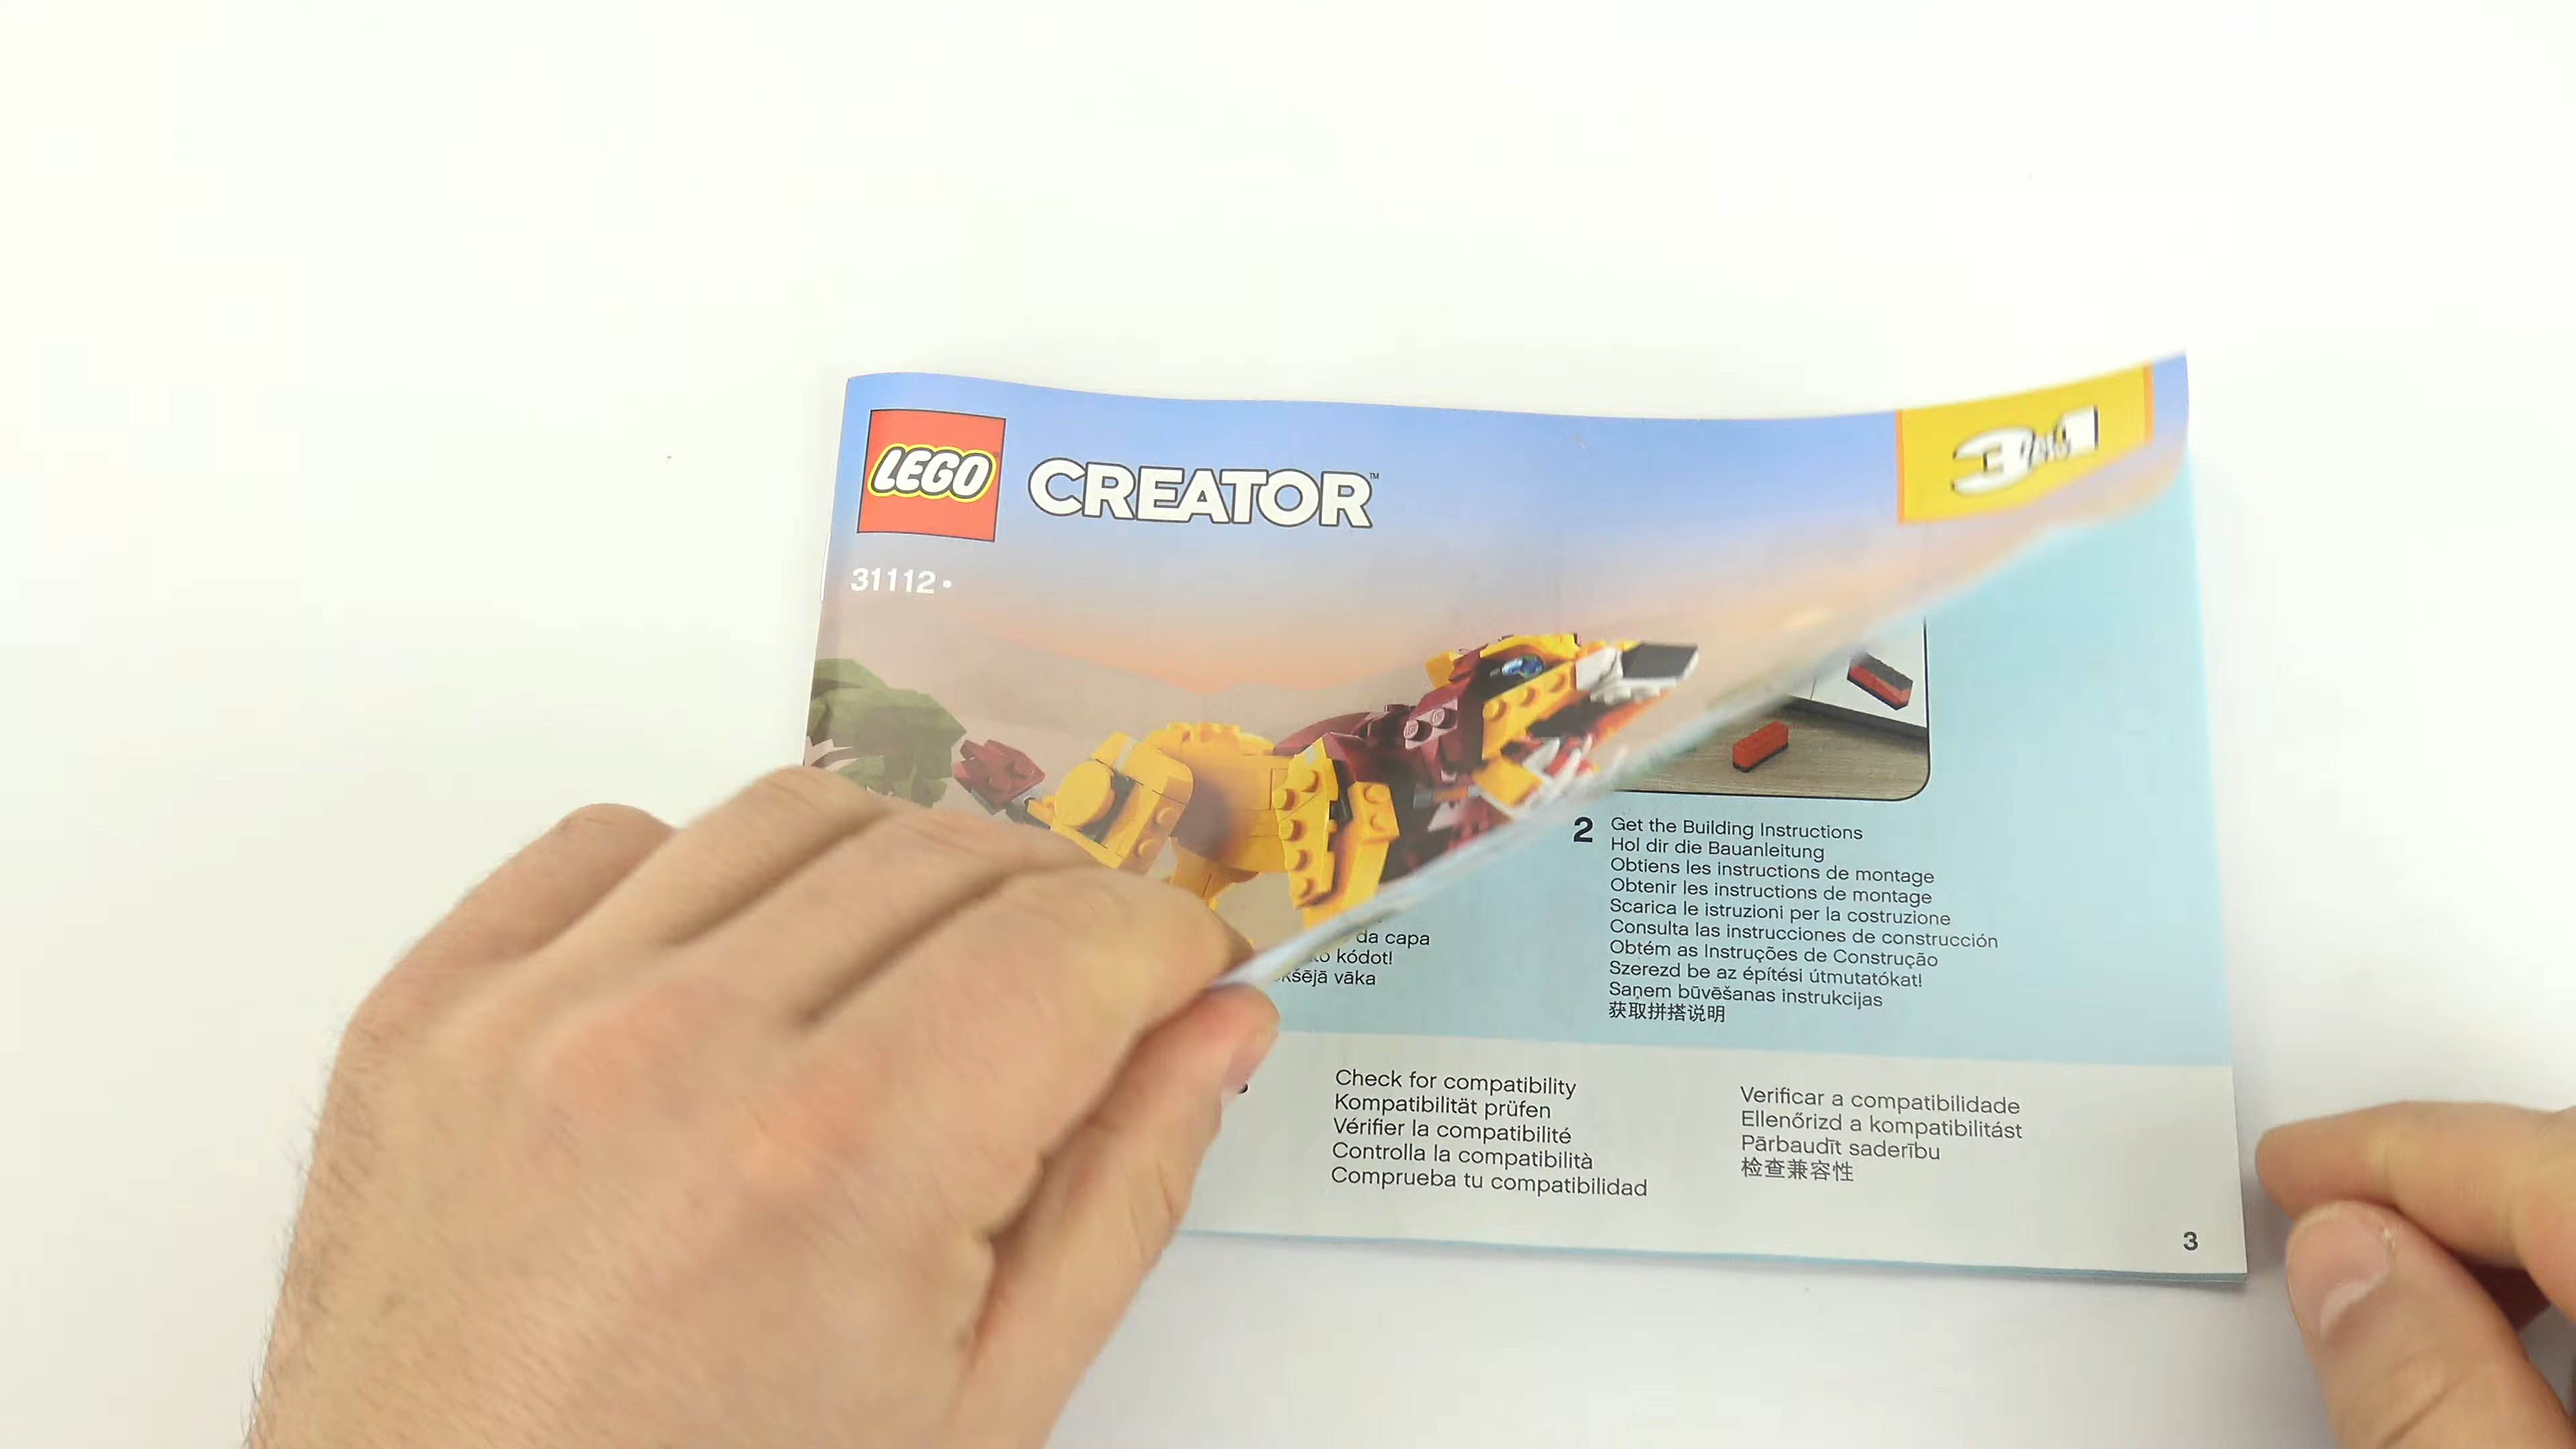 LEGO
CREATOR™
3 in 1
31112
da capa
kódot!
vāka
2
Get the Building Instructions
Hol dir die Bauanleitung
Obtiens les instructions de montage
Obtenir les instructions de montage
Scarica le istruzioni per la costruzione
Consulta las instrucciones de construcción
Obtém as Instruções de Construção
Szerezd be az építési útmutatókat!
Saņem būvēšanas instrukcijas
获取拼搭说明
Check for compatibility
Kompatibilität prüfen
Vérifier la compatibilité
Controlla la compatibilità
Comprueba tu compatibilidad
Verificar a compatibilidade
Ellenőrizd a kompatibilitást
Pārbaudīt saderību
检查兼容性
3